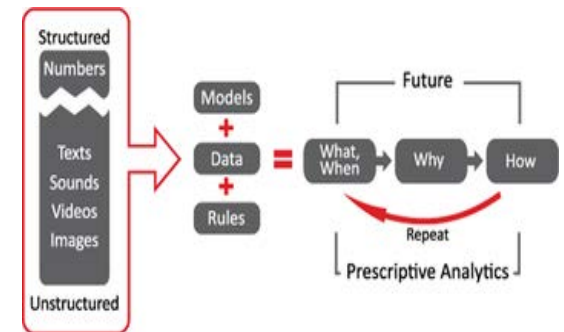 Structured
Numbers
Texts
Sounds
Videos
Images
Unstructured
Models
+
Data
+
Rules
=
Future
What,
When
Why
How
Repeat
Prescriptive Analytics